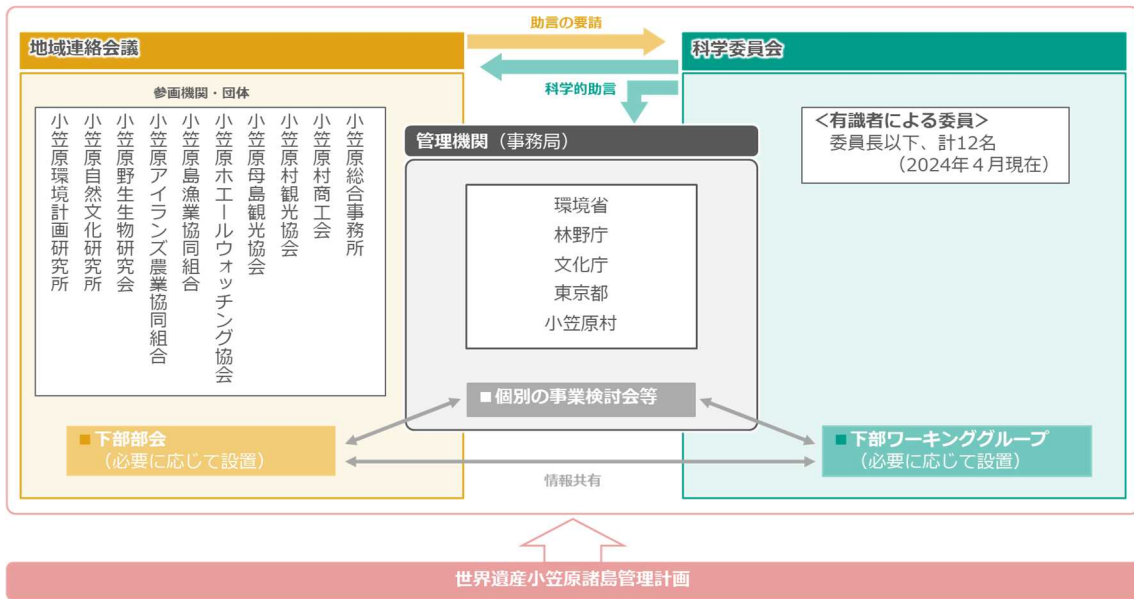 助言の要請
地域連絡会議
科学委員会
科学的助言
参画機関・団体
小笠原総合事務所
小笠原村商工会
小笠原村観光協会
小笠原母島観光協会
小笠原ホエールウォッチング協会
小笠原島漁業協同組合
小笠原アイランズ農業協同組合
小笠原野生生物研究会
小笠原自然文化研究所
小笠原環境計画研究所
管理機関（事務局）
環境省
林野庁
文化庁
東京都
小笠原村
■個別の事業検討会等
＜有識者による委員＞
委員長以下、計12名
（2024年４月現在）
■下部部会
（必要に応じて設置）
■下部ワーキンググループ
（必要に応じて設置）
情報共有
世界遺産小笠原諸島管理計画